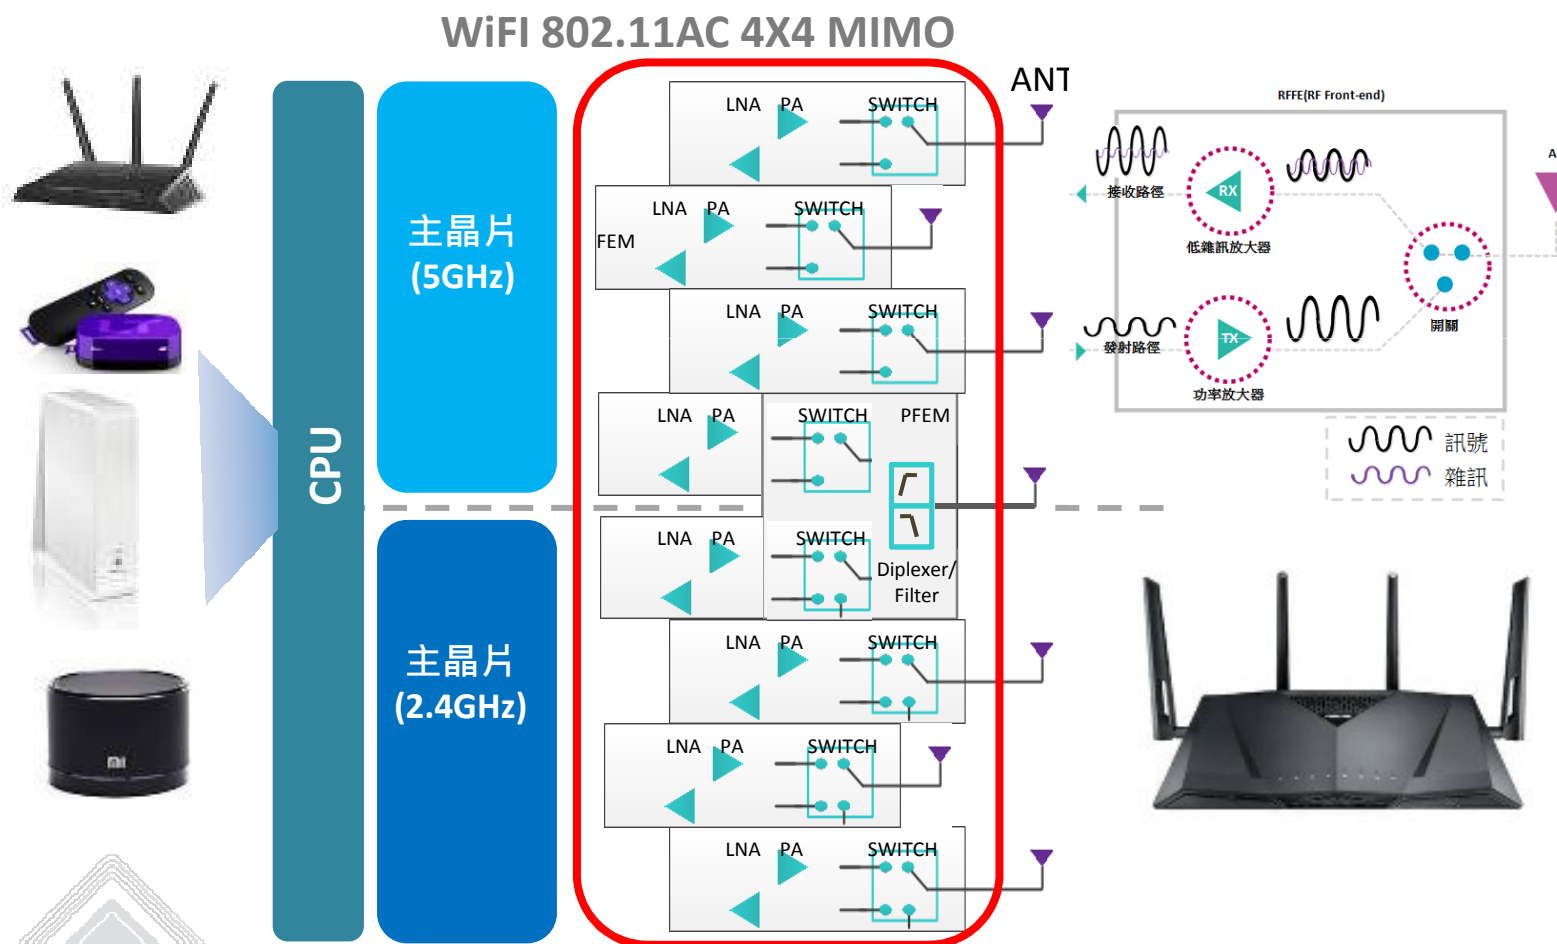 WiFI 802.11AC 4X4 MIMO
CPU
主晶片
(5GHz)
主晶片
(2.4GHz)
ANT
LNA PA SWITCH
LNA PA SWITCH
FEM
LNA PA SWITCH
LNA PA SWITCH PFEM
LNA PA SWITCH
Diplexer/
Filter
LNA PA SWITCH
LNA PA SWITCH
LNA PA SWITCH
RFFE(RF Front-end)
A
接收路徑
RX
低雜訊放大器
開關
發射路徑
TX
功率放大器
訊號
雜訊